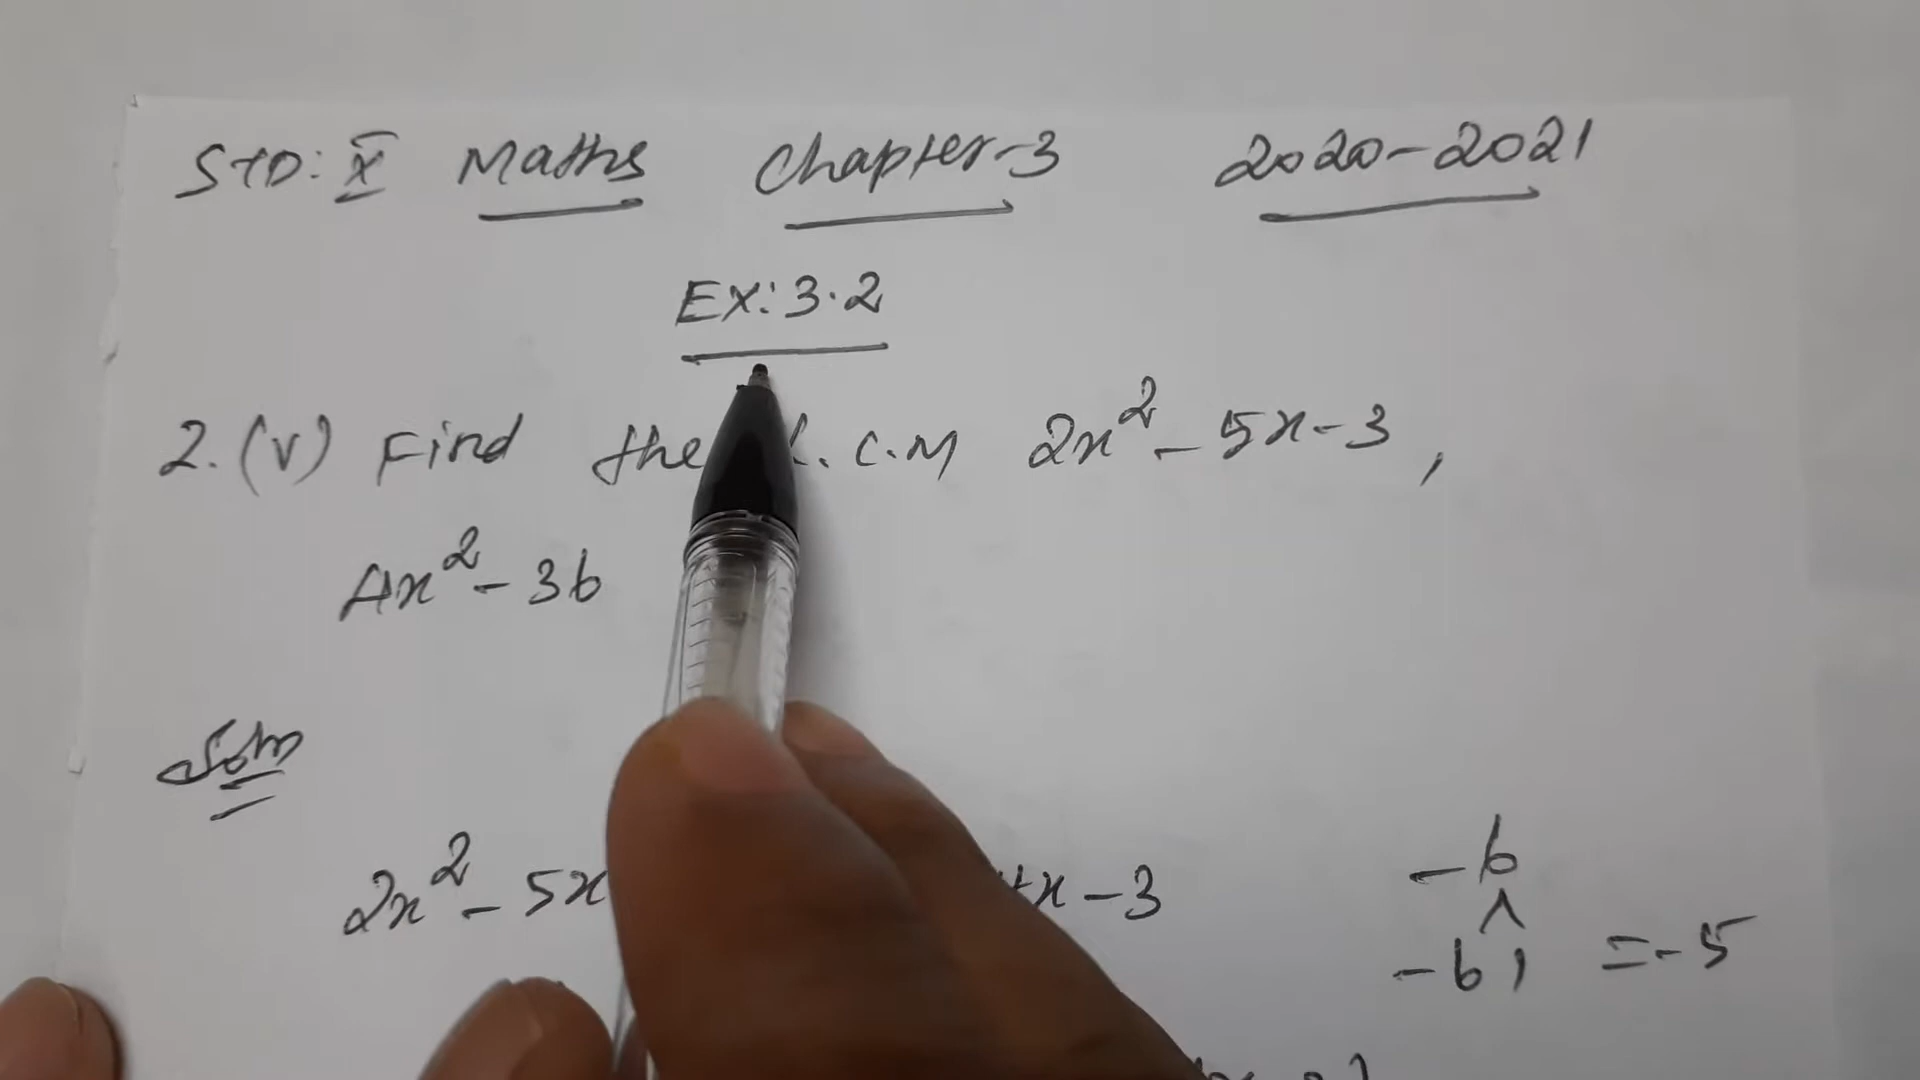 STD: X Maths Chapter-3 2020-2021
Ex: 3.2
2. (v) Find the L.C.M 2x² - 5x - 3,
4x² - 36
Soln
2x² - 5x x - 3 -6
-6 1 = -5